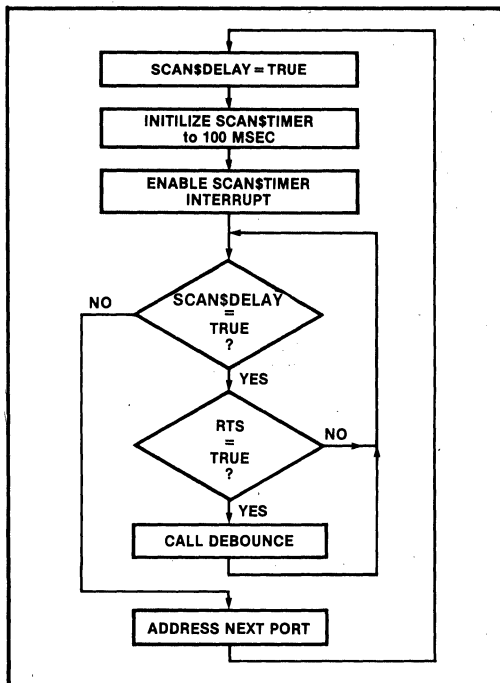 SCAN$DELAY = TRUE
INITILIZE SCAN$TIMER
to 100 MSEC
ENABLE SCAN$TIMER
INTERRUPT
NO
SCAN$DELAY
=
TRUE
?
YES
RTS
=
TRUE
?
NO
YES
CALL DEBOUNCE
ADDRESS NEXT PORT